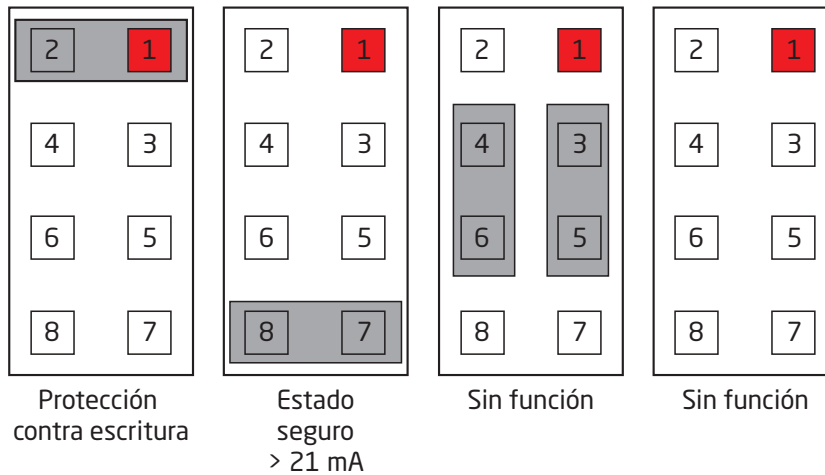 2 1 2 1 2 1 2 1
4 3 4 3 4 3 4 3
6 5 6 5 6 5 6 5
8 7 8 7 8 7 8 7
Protección
contra escritura
Estado
seguro
> 21 mA
Sin función
Sin función